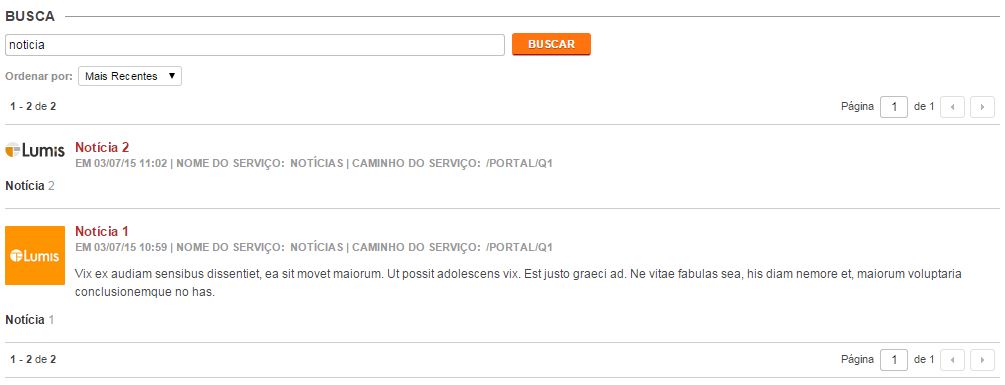 BUSCA
noticia BUSCAR
Ordenar por: Mais Recentes
1 - 2 de 2 Página 1 de 1
Lumis Notícia 2
EM 03/07/15 11:02 | NOME DO SERVIÇO: NOTÍCIAS | CAMINHO DO SERVIÇO: /PORTAL/Q1
Notícia 2
Notícia 1
EM 03/07/15 10:59 | NOME DO SERVIÇO: NOTÍCIAS | CAMINHO DO SERVIÇO: /PORTAL/Q1
Lumis
Vix ex audiam sensibus dissentiet, ea sit movet maiorum. Ut possit adolescens vix. Est justo graeci ad. Ne vitae fabulas sea, his diam nemore et, maiorum voluptaria
conclusionemque no has.
Notícia 1
1 - 2 de 2 Página 1 de 1